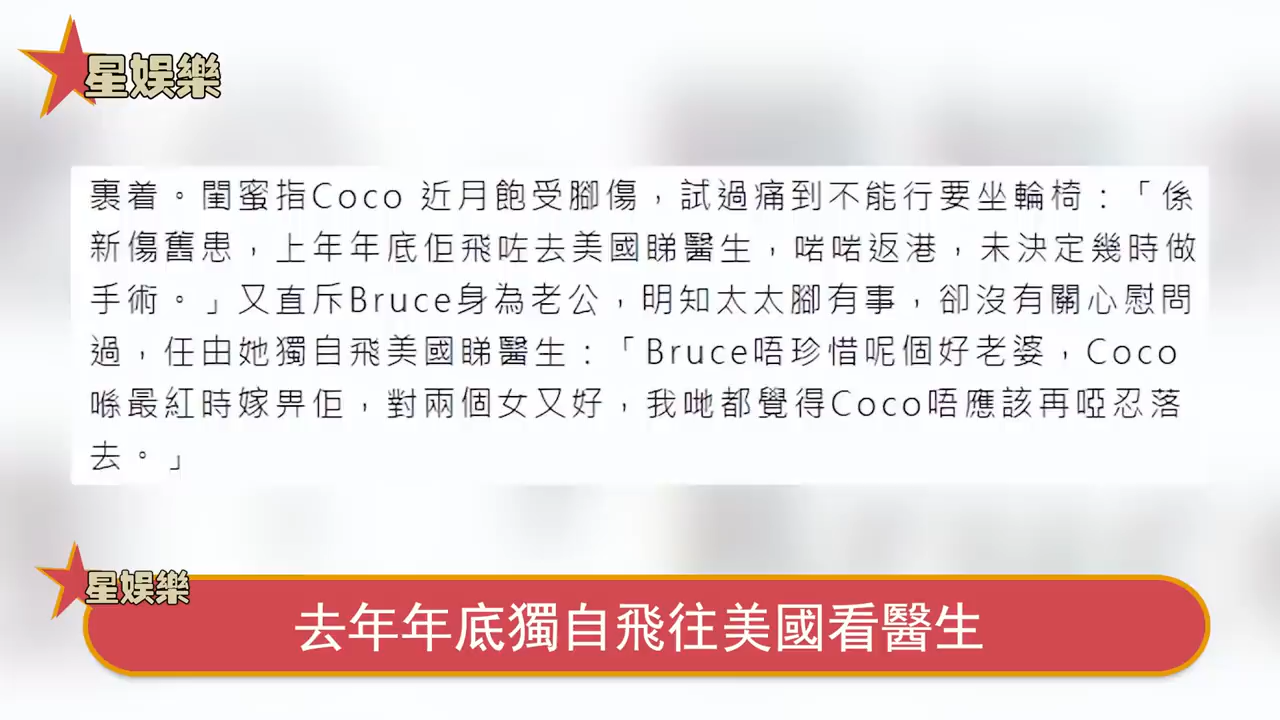 星娛樂
裹着。閨蜜指Coco 近月飽受腳傷，試過痛到不能行要坐輪椅：「係
新傷舊患，上年年底佢飛咗去美國睇醫生，啱啱返港，未決定幾時做
手術。」又直斥Bruce身為老公，明知太太腳有事，卻沒有關心慰問
過，任由她獨自飛美國睇醫生：「Bruce唔珍惜呢個好老婆，Coco
喺最紅時嫁畀佢，對兩個女又好，我哋都覺得Coco唔應該再啞忍落
去。」
星娛樂
去年年底獨自飛往美國看醫生